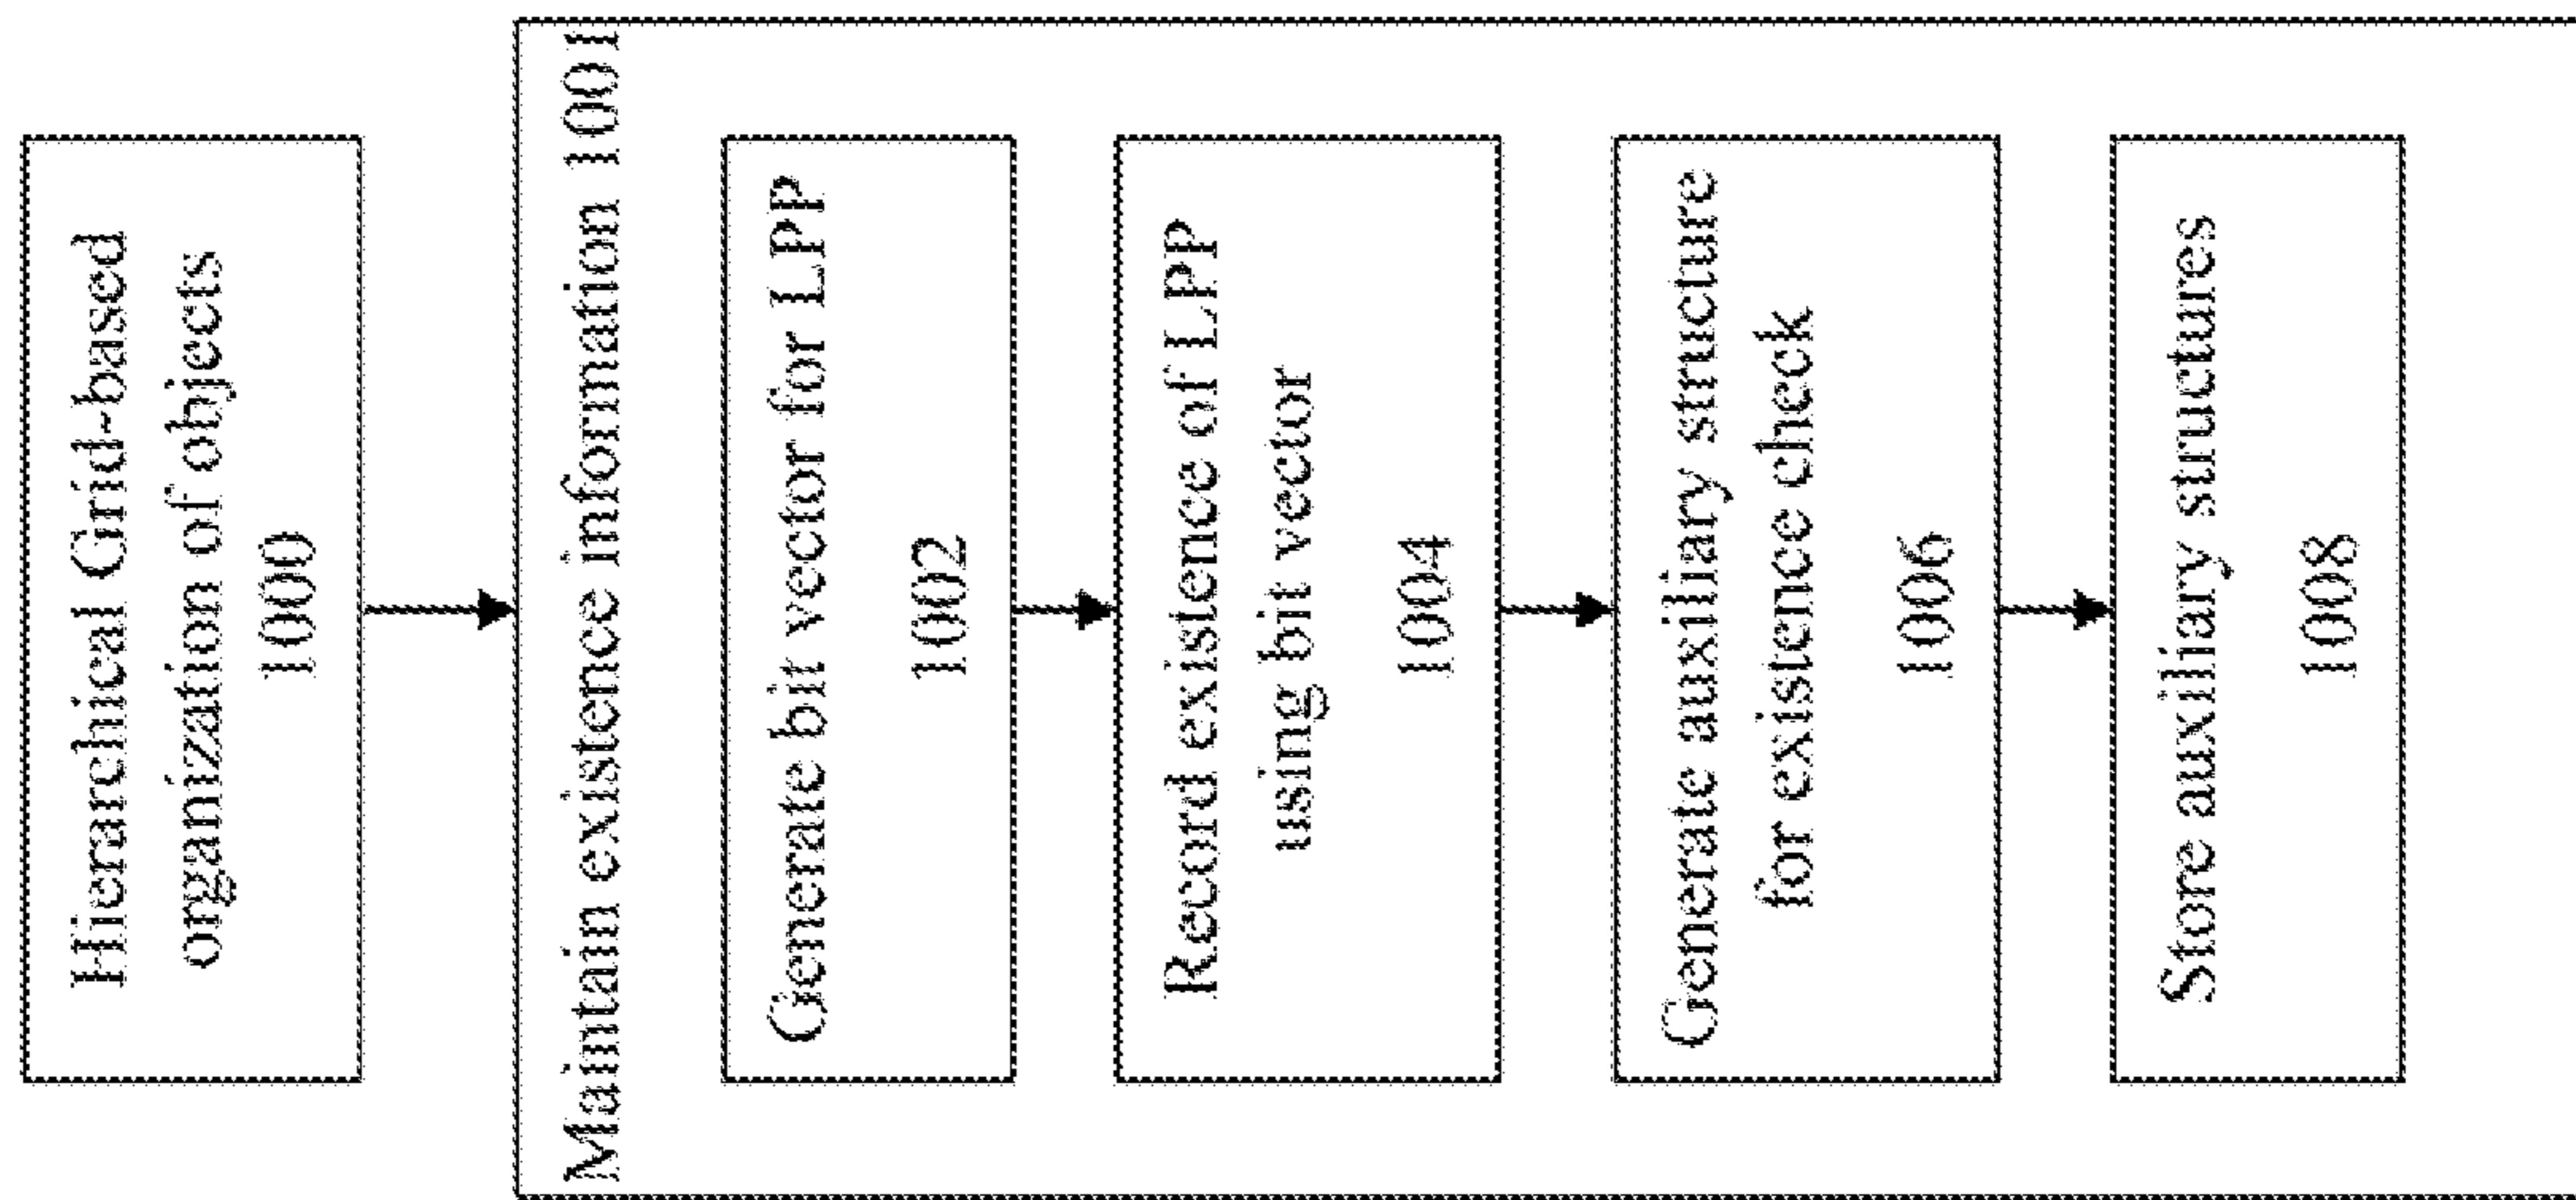 Hierarchical Grid-based
organization of objects
1000
Maintain existence information 1001
Generate bit vector for LPP
1002
Record existence of LPP
using bit vector
1004
Generate auxiliary structure
for existence check
1006
Store auxiliary structures
1008